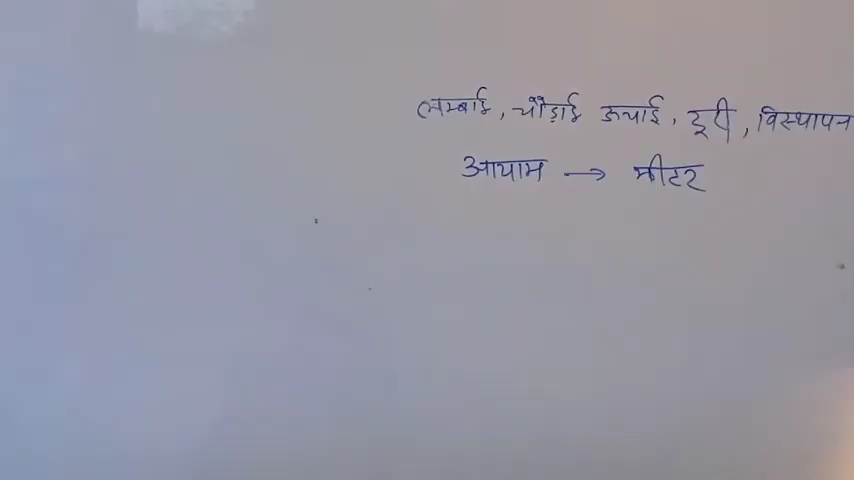 लम्बाई, चौड़ाई ऊचाई, दूरी, विस्थापन
आयाम → मीटर